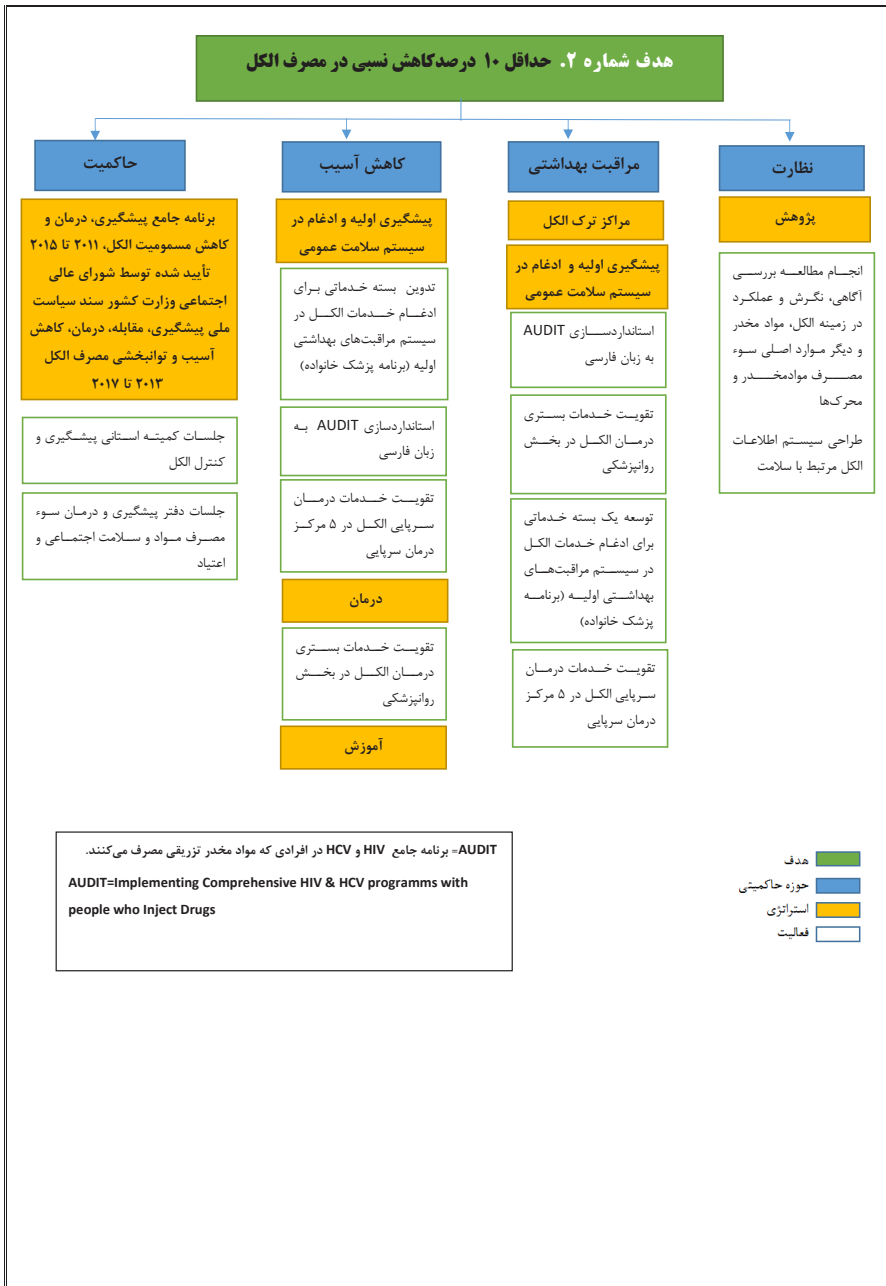 هدف شماره ۲. حداقل ۱۰ درصدکاهش نسبی در مصرف الکل
نظارت
پژوهش
انجام مطالعه بررسی
آگاهی، نگرش و عملکرد
در زمینه الکل، مواد مخدر
و دیگر موارد اصلی سوء
مصرف موادمخدر و
محرک‌ها
طراحی سیستم اطلاعات
الکل مرتبط با سلامت
مراقبت بهداشتی
مراکز ترک الکل
پیشگیری اولیه و ادغام در
سیستم سلامت عمومی
استانداردسازی AUDIT
به زبان فارسی
تقویت خدمات بستری
درمان الکل در بخش
روانپزشکی
توسعه یک بسته خدماتی
برای ادغام خدمات الکل
در سیستم مراقبت‌های
بهداشتی اولیه (برنامه
پزشک خانواده)
تقویت خدمات درمان
سرپایی الکل در ۵ مرکز
درمان سرپایی
کاهش آسیب
پیشگیری اولیه و ادغام در
سیستم سلامت عمومی
تدوین بسته خدماتی برای
ادغام خدمات الکل در
سیستم مراقبت‌های بهداشتی
اولیه (برنامه پزشک خانواده)
استانداردسازی AUDIT به
زبان فارسی
تقویت خدمات درمان
سرپایی الکل در ۵ مرکز
درمان سرپایی
درمان
تقویت خدمات بستری
درمان الکل در بخش
روانپزشکی
آموزش
حاکمیت
برنامه جامع پیشگیری، درمان و
کاهش مسمومیت الکل، ۲۰۱۱ تا ۲۰۱۵
تأیید شده توسط شورای عالی
اجتماعی وزارت کشور سند سیاست
ملی پیشگیری، مقابله، درمان، کاهش
آسیب و توانبخشی مصرف الکل
۲۰۱۳ تا ۲۰۱۷
جلسات کمیته استانی پیشگیری و
کنترل الکل
جلسات دفتر پیشگیری و درمان سوء
مصرف مواد و سلامت اجتماعی و
اعتیاد
AUDIT= برنامه جامع HIV و HCV در افرادی که مواد مخدر تزریقی مصرف می‌کنند.
AUDIT=Implementing Comprehensive HIV & HCV programms with
people who Inject Drugs
هدف
حوزه حاکمیتی
استراتژی
فعالیت